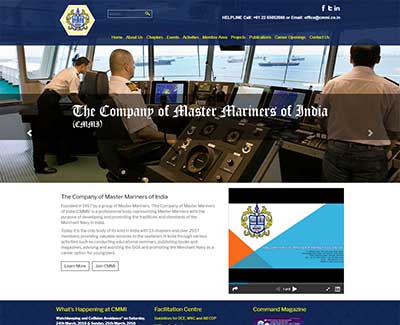 HELPLINE Call: +91 22 65053066 or Email: office@cmmi.co.in
Home About Us Chapters Events Activities Member Area Projects Publications Career Openings Contact Us
The Company of Master Mariners of India
(CMMI)
The Company of Master Mariners of India
Founded in 1957 by a group of Master Mariners, 'The Company of Master Mariners
of India (CMMI)' is a professional body representing Master Mariners with the
purpose of developing and promoting the traditions and standards of the
Merchant Navy in India.
Today it is the only body of its kind in India with 13 chapters and over 2937
members, providing valuable services to the seafarers in India through various
activities such as conducting educational seminars, publishing books and
magazines, advising and assisting the DGS and promoting the Merchant Navy as a
career option for youngsters.
Learn More Join CMMI
What's Happening at CMMI Facilitation Centre Command Magazine
Watchkeeping and Collision Avoidance" on Saturday, Guidelines for DCE, WKC and RECOP
24th March, 2018 & Sunday, 25th March, 2018